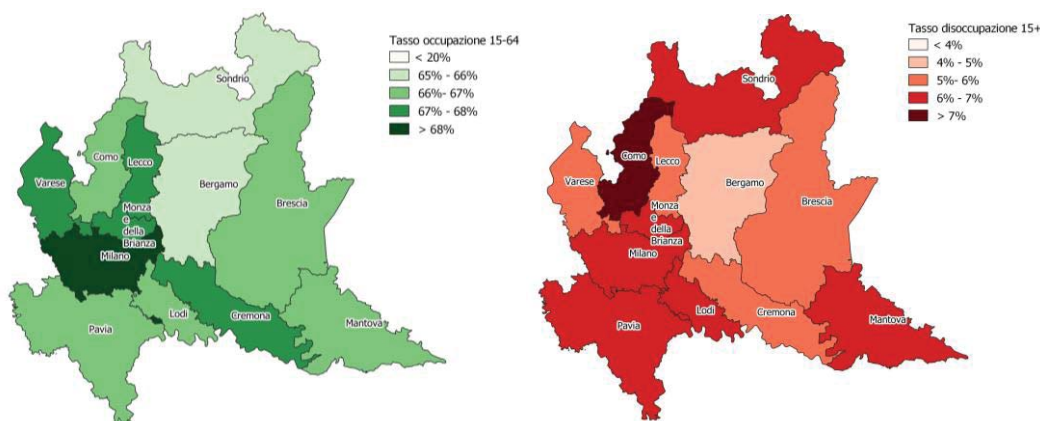 Tasso occupazione 15-64
< 20%
65% - 66%
66%- 67%
67% - 68%
> 68%
Sondrio
Como
Lecco
Varese
Bergamo
Monza
e
della
Brianza
Brescia
Milano
Lodi
Cremona
Pavia
Mantova
Tasso disoccupazione 15+
< 4%
4% - 5%
5%- 6%
6% - 7%
> 7%
Sondrio
Como
Lecco
Varese
Bergamo
Monza
e
della
Brianza
Brescia
Milano
Lodi
Cremona
Pavia
Mantova